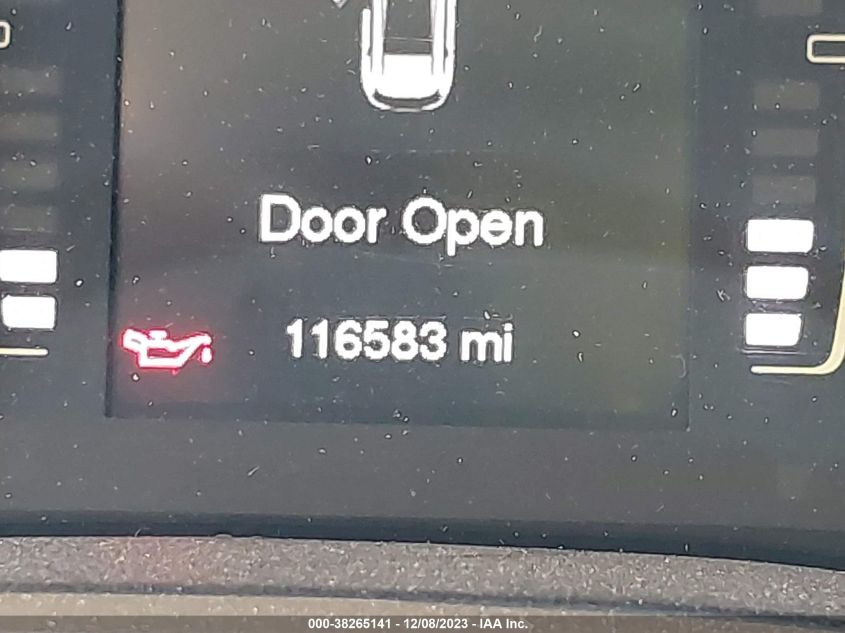 Door Open
116583 mi
000-38265141 - 12/08/2023 - IAA Inc.